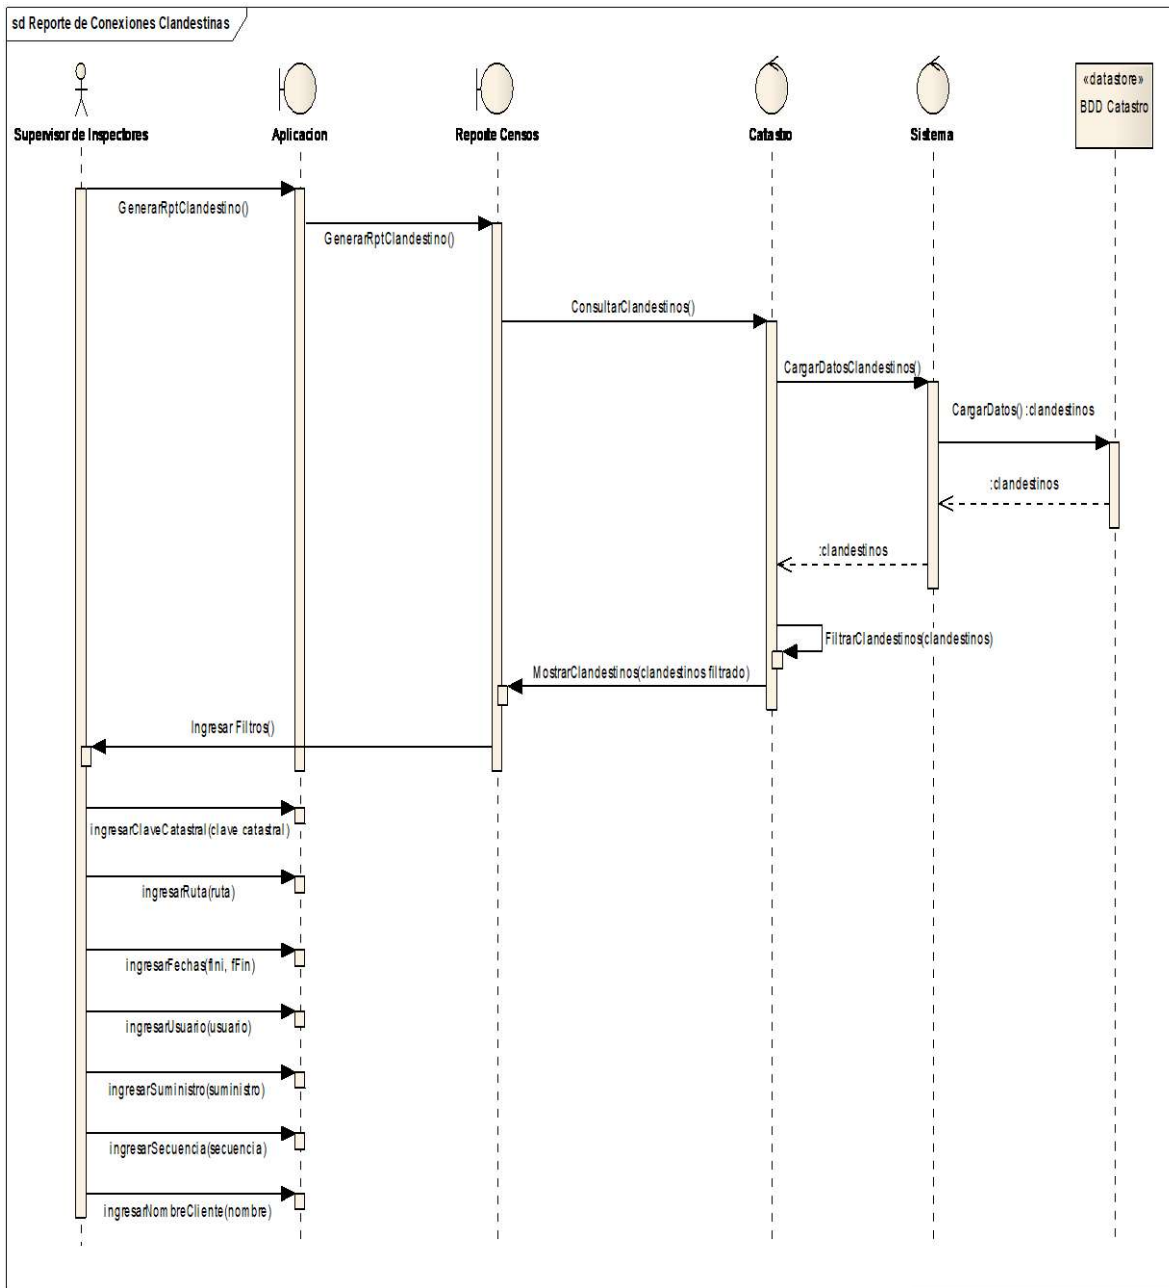 sd Reporte de Conexiones Clandestinas
Supervisor de Inspectores
Aplicacion
Reporte Censos
Catastro
Sistema
«datastore»
BDD Catastro
GenerarRptClandestino()
GenerarRptClandestino()
ConsultarClandestinos()
CargarDatosClandestinos()
CargarDatos() :clandestinos
:clandestinos
:clandestinos
FiltrarClandestinos(clandestinos)
MostrarClandestinos(clandestinos filtrado)
Ingresar Filtros()
ingresarClaveCatastral(clave catastral)
ingresarRuta(ruta)
ingresarFechas(fIni, fFin)
ingresarUsuario(usuario)
ingresarSuministro(suministro)
ingresarSecuencia(secuencia)
ingresarNombreCliente(nombre)